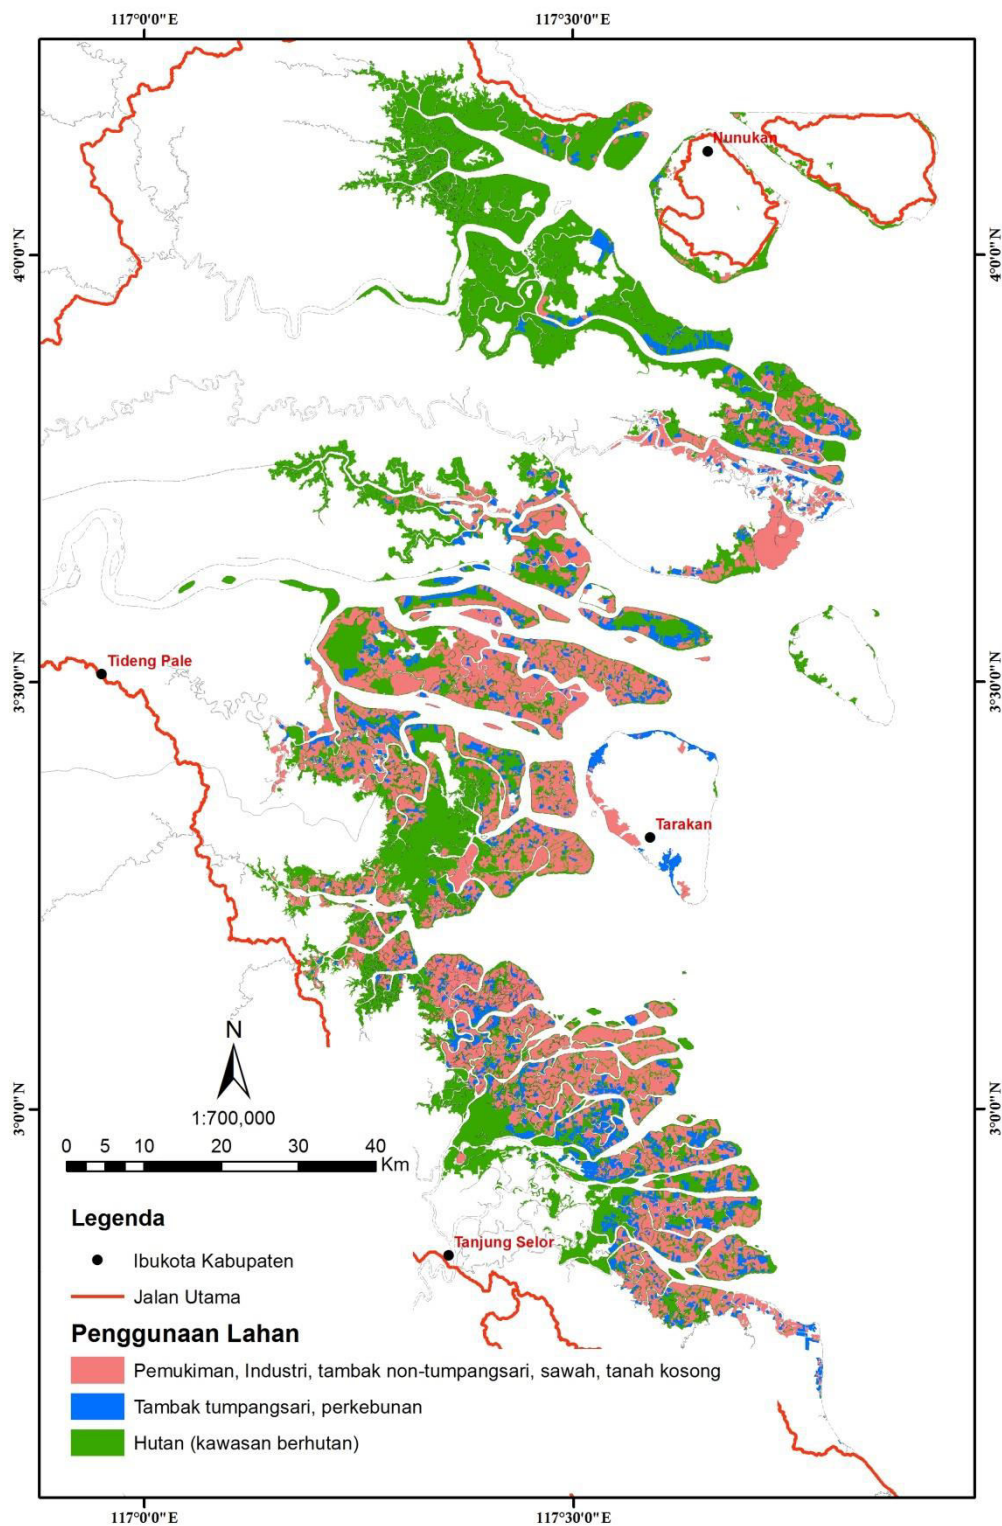 117°0'0"E
117°30'0"E
Nunukan
4°0'0"N
4°0'0"N
Tideng Pale
3°30'0"N
3°30'0"N
Tarakan
N
1:700,000
3°0'0"N
3°0'0"N
0 5 10 20 30 40
Km
Legenda
Tanjung Selor
Ibukota Kabupaten
Jalan Utama
Penggunaan Lahan
Pemukiman, Industri, tambak non-tumpangsari, sawah, tanah kosong
Tambak tumpangsari, perkebunan
Hutan (kawasan berhutan)
117°0'0"E
117°30'0"E